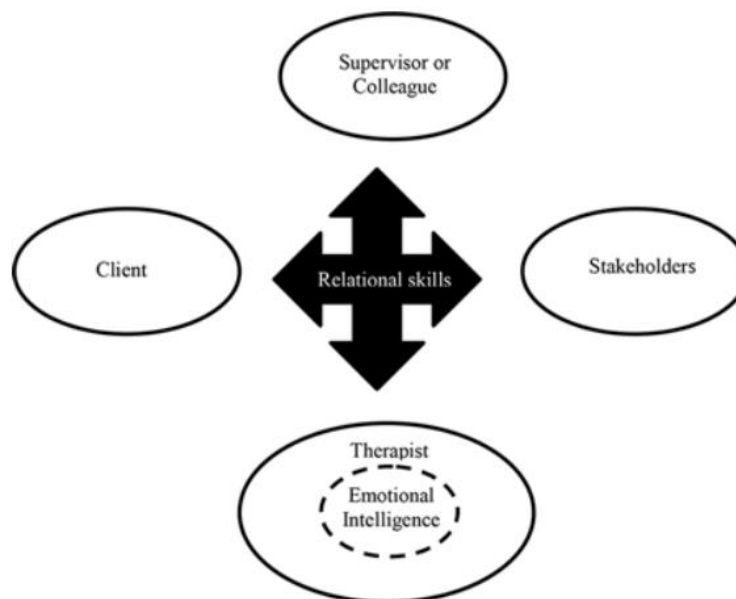 Supervisor or
Colleague
Client
Relational skills
Stakeholders
Therapist
Emotional
Intelligence